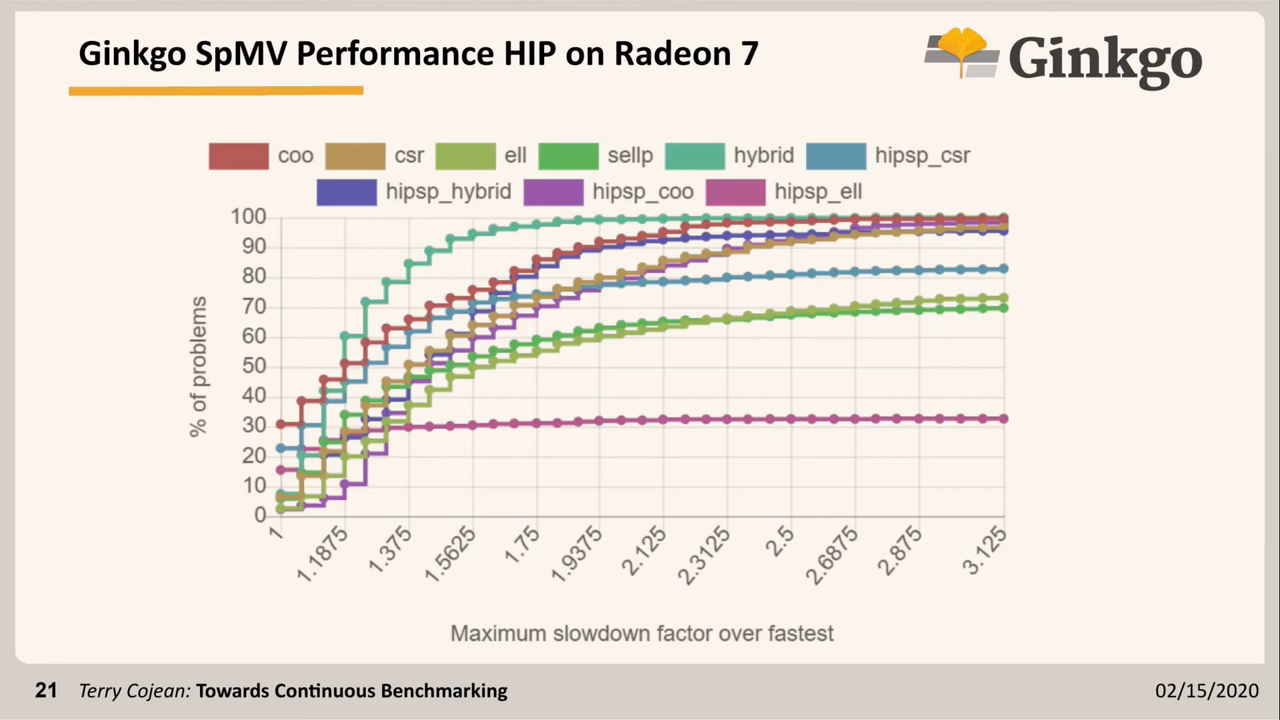 Ginkgo SpMV Performance HIP on Radeon 7
Ginkgo
coo csr ell sellp hybrid hipsp_csr
hipsp_hybrid hipsp_coo hipsp_ell
100
90
80
70
60
50
40
30
20
10
0
% of problems
1 1.1875 1.375 1.5625 1.75 1.9375 2.125 2.3125 2.5 2.6875 2.875 3.125
Maximum slowdown factor over fastest
21 Terry Cojean: Towards Continuous Benchmarking 02/15/2020